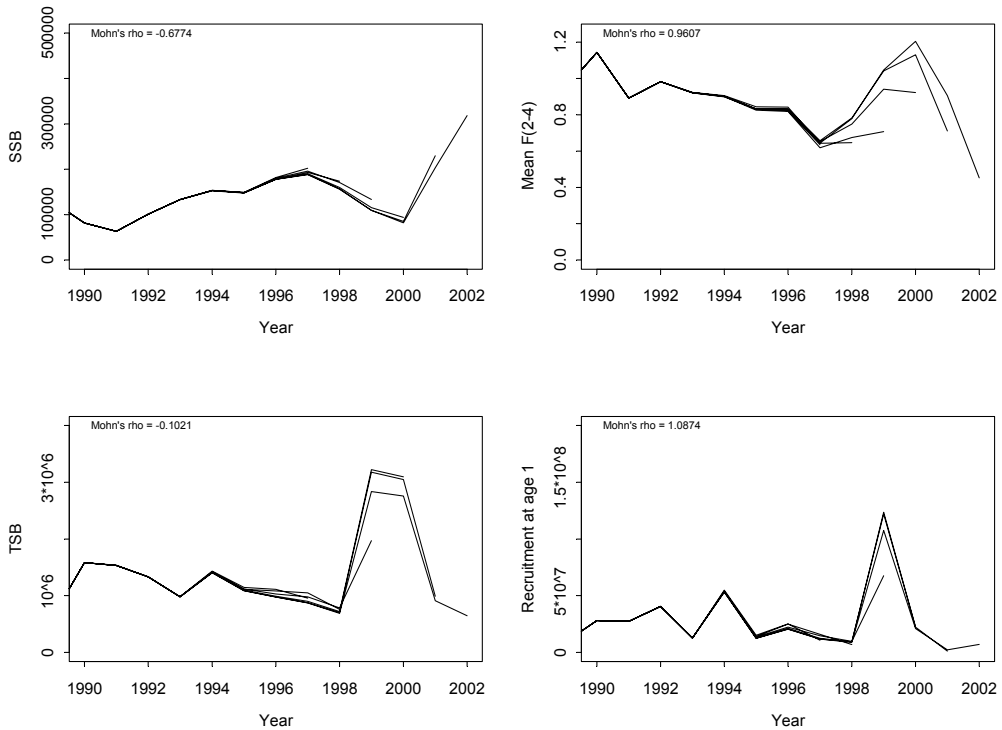 Mohn's rho = -0.6774
SSB
500000
300000
100000
0
1990 1992 1994 1996 1998 2000 2002
Year
Mohn's rho = 0.9607
Mean F(2-4)
1.2
0.8
0.4
0.0
1990 1992 1994 1996 1998 2000 2002
Year
Mohn's rho = -0.1021
TSB
3*10^6
10^6
0
1990 1992 1994 1996 1998 2000 2002
Year
Mohn's rho = 1.0874
Recruitment at age 1
1.5*10^8
5*10^7
0
1990 1992 1994 1996 1998 2000 2002
Year